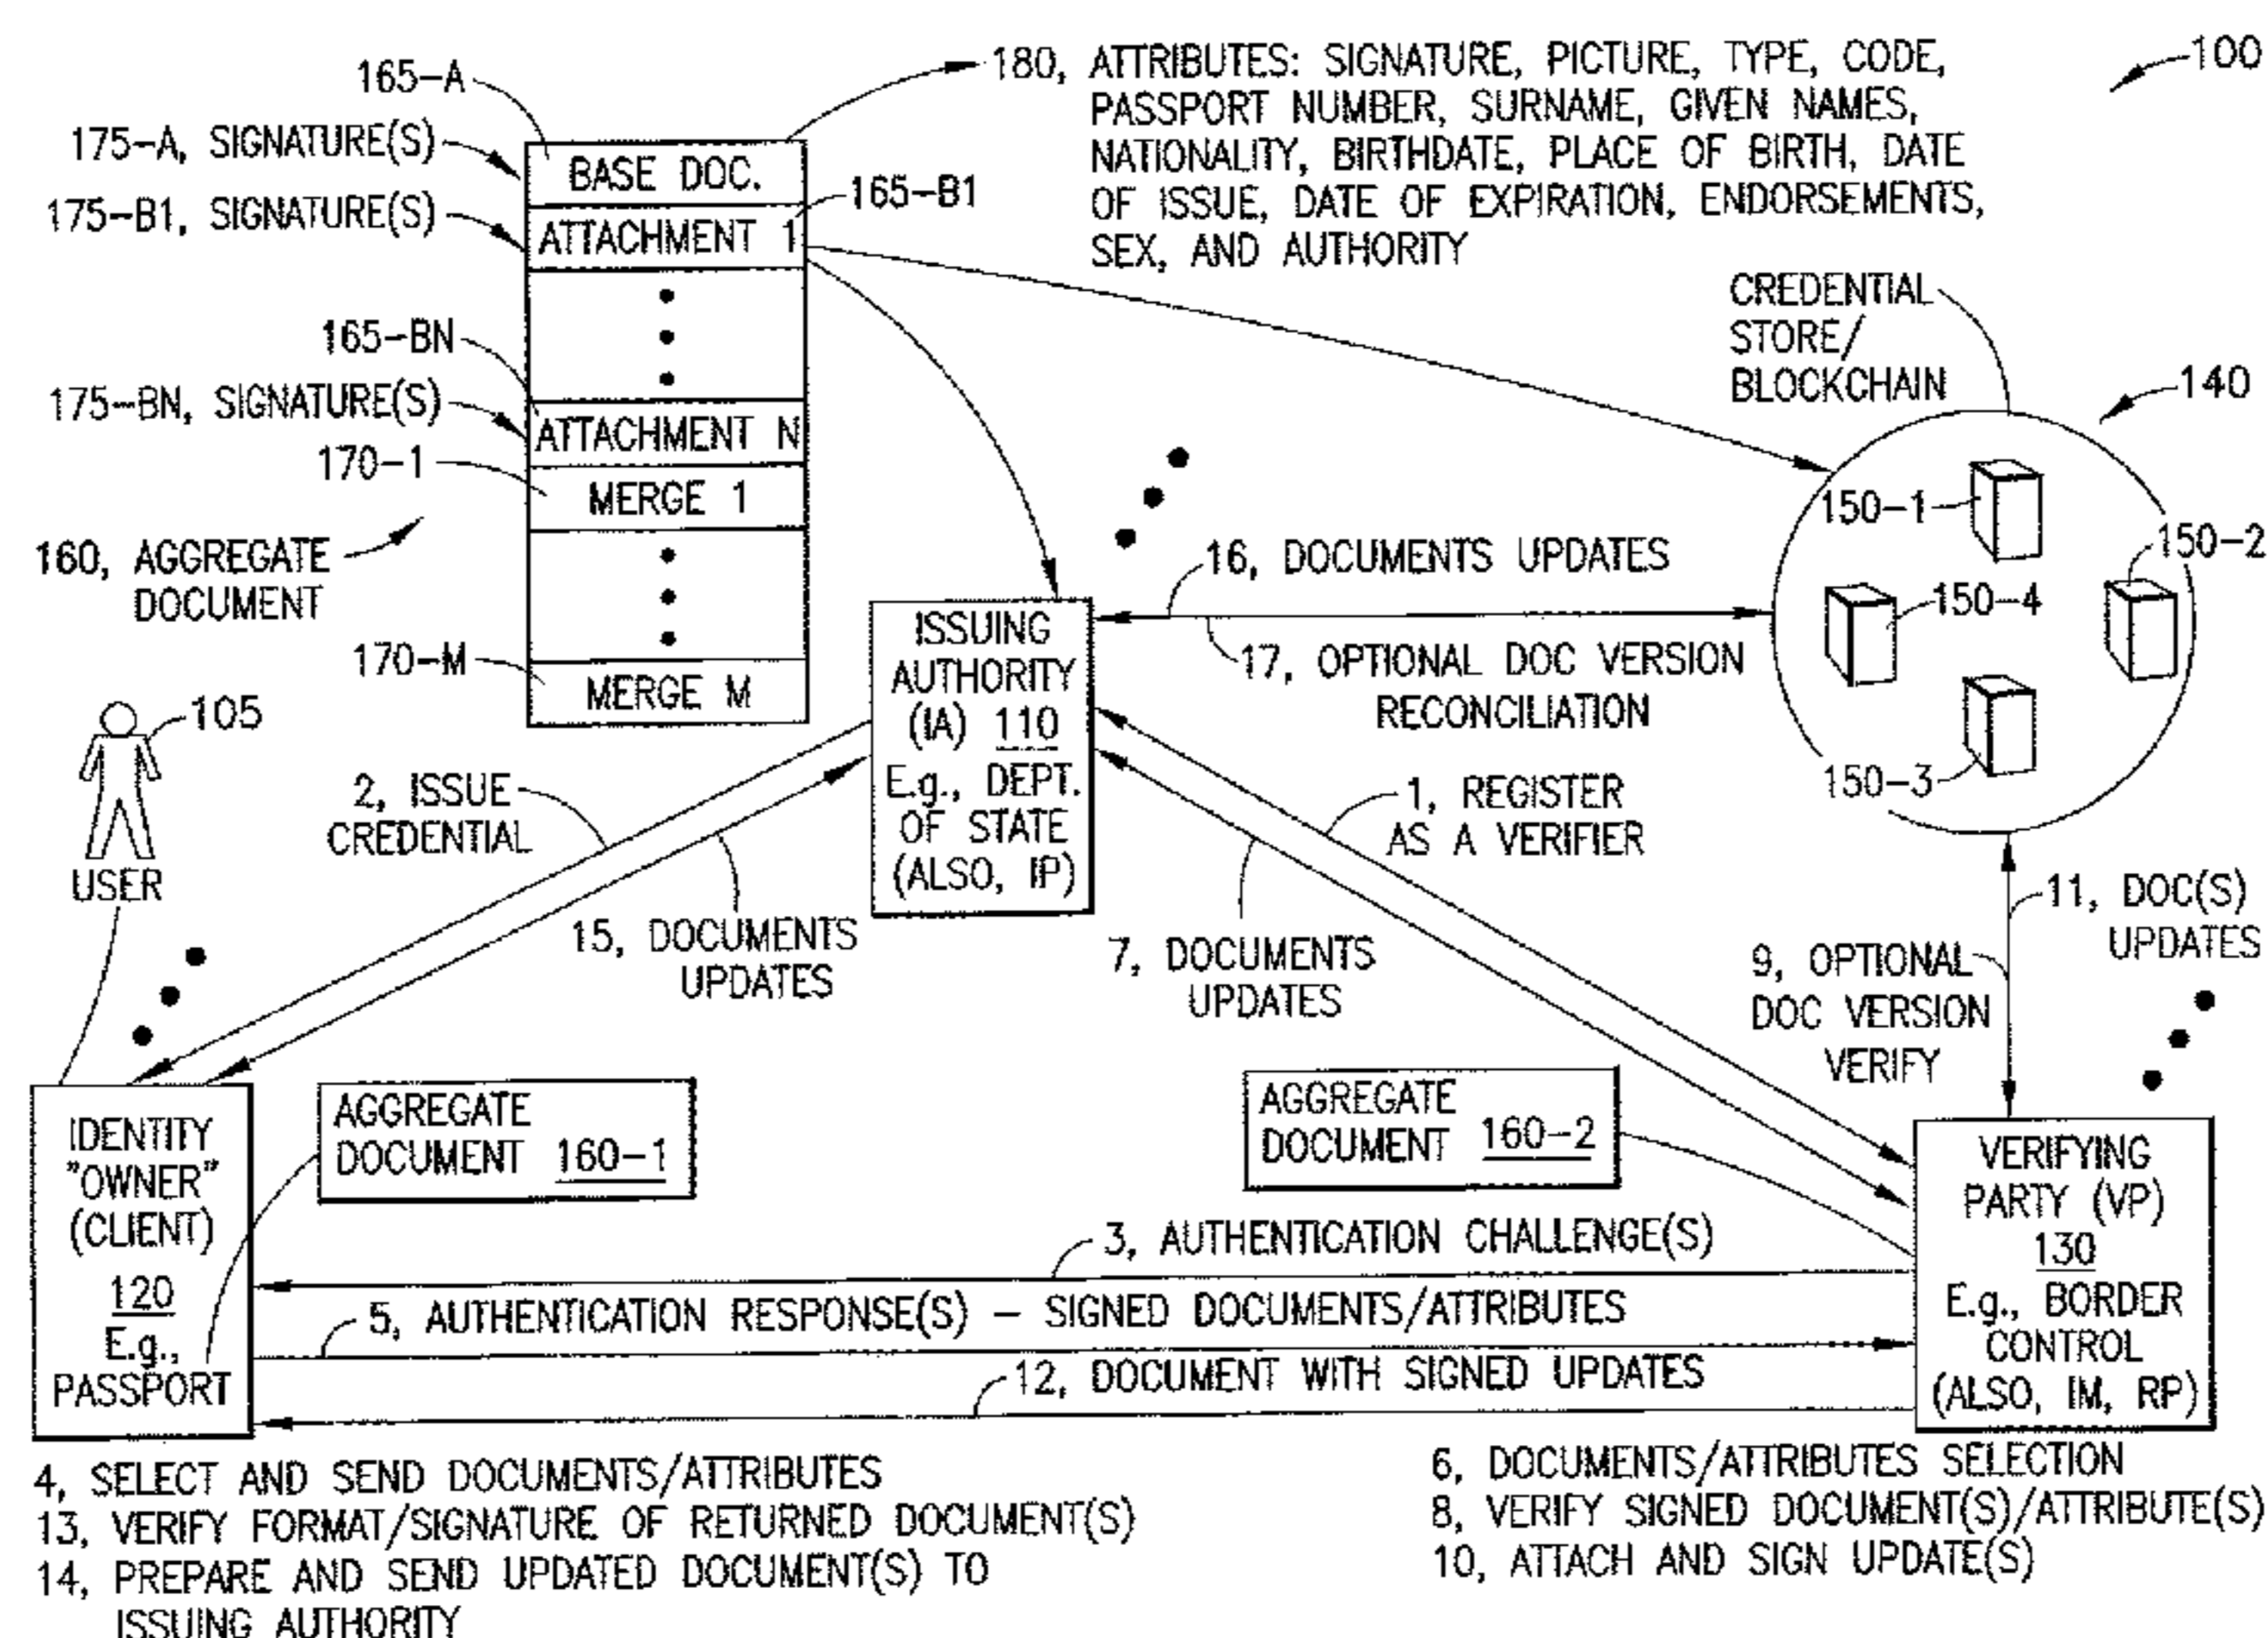 100
165-A
180, ATTRIBUTES: SIGNATURE, PICTURE, TYPE, CODE,
PASSPORT NUMBER, SURNAME, GIVEN NAMES,
NATIONALITY, BIRTHDATE, PLACE OF BIRTH, DATE
OF ISSUE, DATE OF EXPIRATION, ENDORSEMENTS,
SEX, AND AUTHORITY
175-A, SIGNATURE(S)
BASE DOC.
175-B1, SIGNATURE(S)
165-B1
ATTACHMENT 1
165-BN
175-BN, SIGNATURE(S)
ATTACHMENT N
170-1
MERGE 1
160, AGGREGATE
DOCUMENT
170-M
MERGE M
CREDENTIAL
STORE/
BLOCKCHAIN
140
150-1
150-2
150-4
150-3
16, DOCUMENTS UPDATES
17, OPTIONAL DOC VERSION
RECONCILIATION
ISSUING
AUTHORITY
(IA) 110
E.g., DEPT.
OF STATE
(ALSO, IP)
105
USER
2, ISSUE
CREDENTIAL
15, DOCUMENTS
UPDATES
1, REGISTER
AS A VERIFIER
7, DOCUMENTS
UPDATES
11, DOC(S)
UPDATES
9, OPTIONAL
DOC VERSION
VERIFY
IDENTITY
"OWNER"
(CLIENT)
120
E.g.,
PASSPORT
AGGREGATE
DOCUMENT 160-1
AGGREGATE
DOCUMENT 160-2
VERIFYING
PARTY (VP)
130
E.g., BORDER
CONTROL
(ALSO, IM, RP)
3, AUTHENTICATION CHALLENGE(S)
5, AUTHENTICATION RESPONSE(S) – SIGNED DOCUMENTS/ATTRIBUTES
12, DOCUMENT WITH SIGNED UPDATES
4, SELECT AND SEND DOCUMENTS/ATTRIBUTES
13, VERIFY FORMAT/SIGNATURE OF RETURNED DOCUMENT(S)
14, PREPARE AND SEND UPDATED DOCUMENT(S) TO
ISSUING AUTHORITY
6, DOCUMENTS/ATTRIBUTES SELECTION
8, VERIFY SIGNED DOCUMENT(S)/ATTRIBUTE(S)
10, ATTACH AND SIGN UPDATE(S)